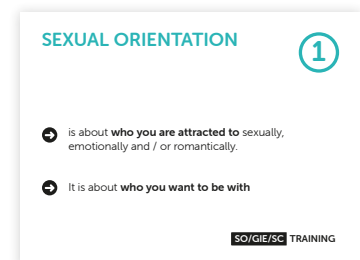 SEXUAL ORIENTATION
1
is about who you are attracted to sexually,
emotionally and / or romantically.
It is about who you want to be with
SO/GIE/SC TRAINING